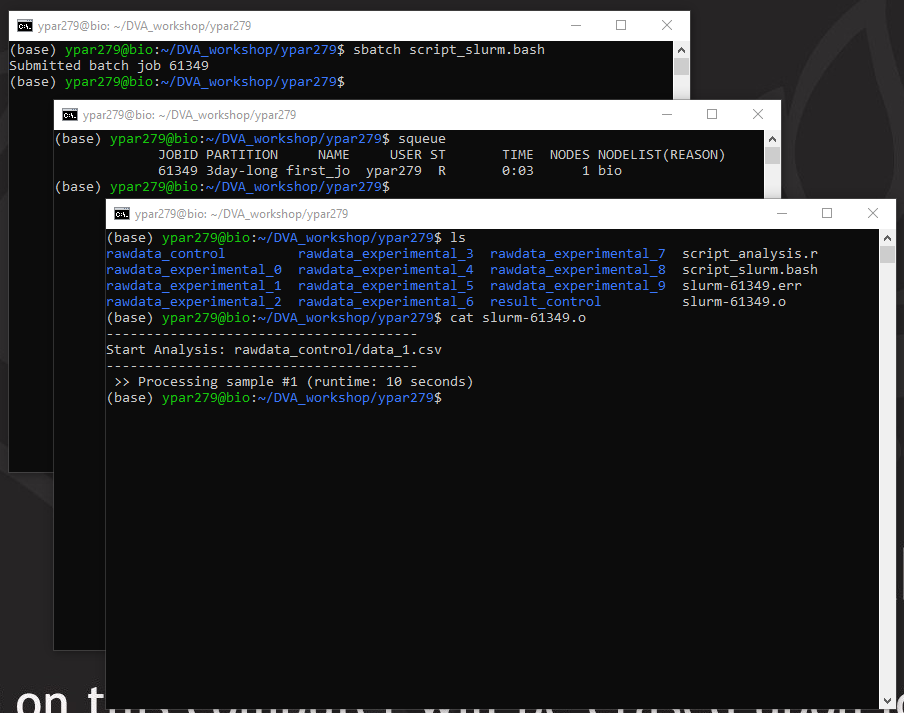 ypar279@bio: ~/DVA_workshop/ypar279
(base) ypar279@bio:~/DVA_workshop/ypar279$ sbatch script_slurm.bash
Submitted batch job 61349
(base) ypar279@bio:~/DVA_workshop/ypar279$
ypar279@bio: ~/DVA_workshop/ypar279
(base) ypar279@bio:~/DVA_workshop/ypar279$ squeue
JOBID PARTITION NAME USER ST TIME NODES NODELIST(REASON)
61349 3day-long first_jo ypar279 R 0:03 1 bio
(base) ypar279@bio:~/DVA_workshop/ypar279$
ypar279@bio: ~/DVA_workshop/ypar279
(base) ypar279@bio:~/DVA_workshop/ypar279$ ls
rawdata_control rawdata_experimental_3 rawdata_experimental_7 script_analysis.r
rawdata_experimental_0 rawdata_experimental_4 rawdata_experimental_8 script_slurm.bash
rawdata_experimental_1 rawdata_experimental_5 rawdata_experimental_9 slurm-61349.err
rawdata_experimental_2 rawdata_experimental_6 result_control slurm-61349.o
(base) ypar279@bio:~/DVA_workshop/ypar279$ cat slurm-61349.o
---------------------------------------
Start Analysis: rawdata_control/data_1.csv
---------------------------------------
>> Processing sample #1 (runtime: 10 seconds)
(base) ypar279@bio:~/DVA_workshop/ypar279$
on